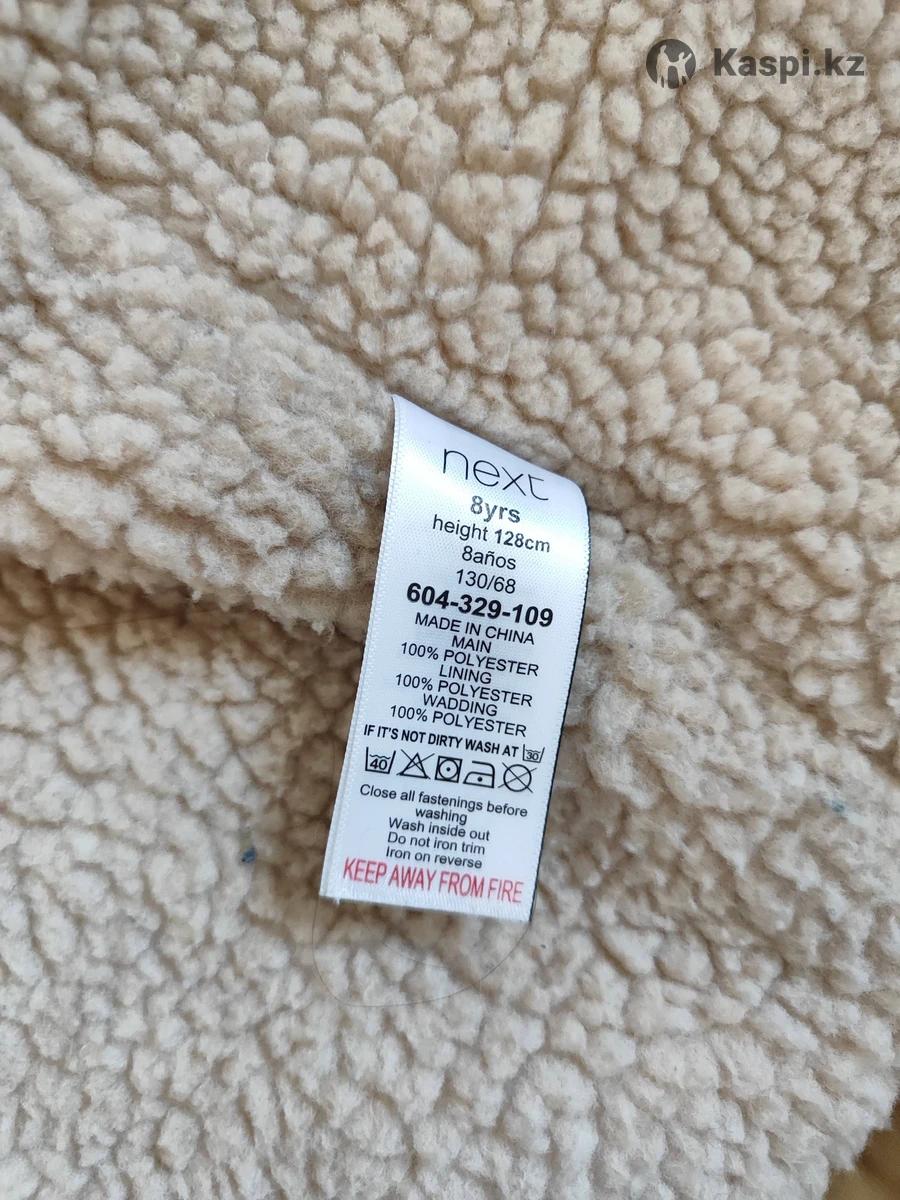 Kaspi.kz
next
8yrs
height 128cm
8años
130/68
604-329-109
MADE IN CHINA
MAIN
100% POLYESTER
LINING
100% POLYESTER
WADDING
100% POLYESTER
IF IT'S NOT DIRTY WASH AT 30
40
Close all fastenings before
washing
Wash inside out
Do not iron trim
Iron on reverse
KEEP AWAY FROM FIRE